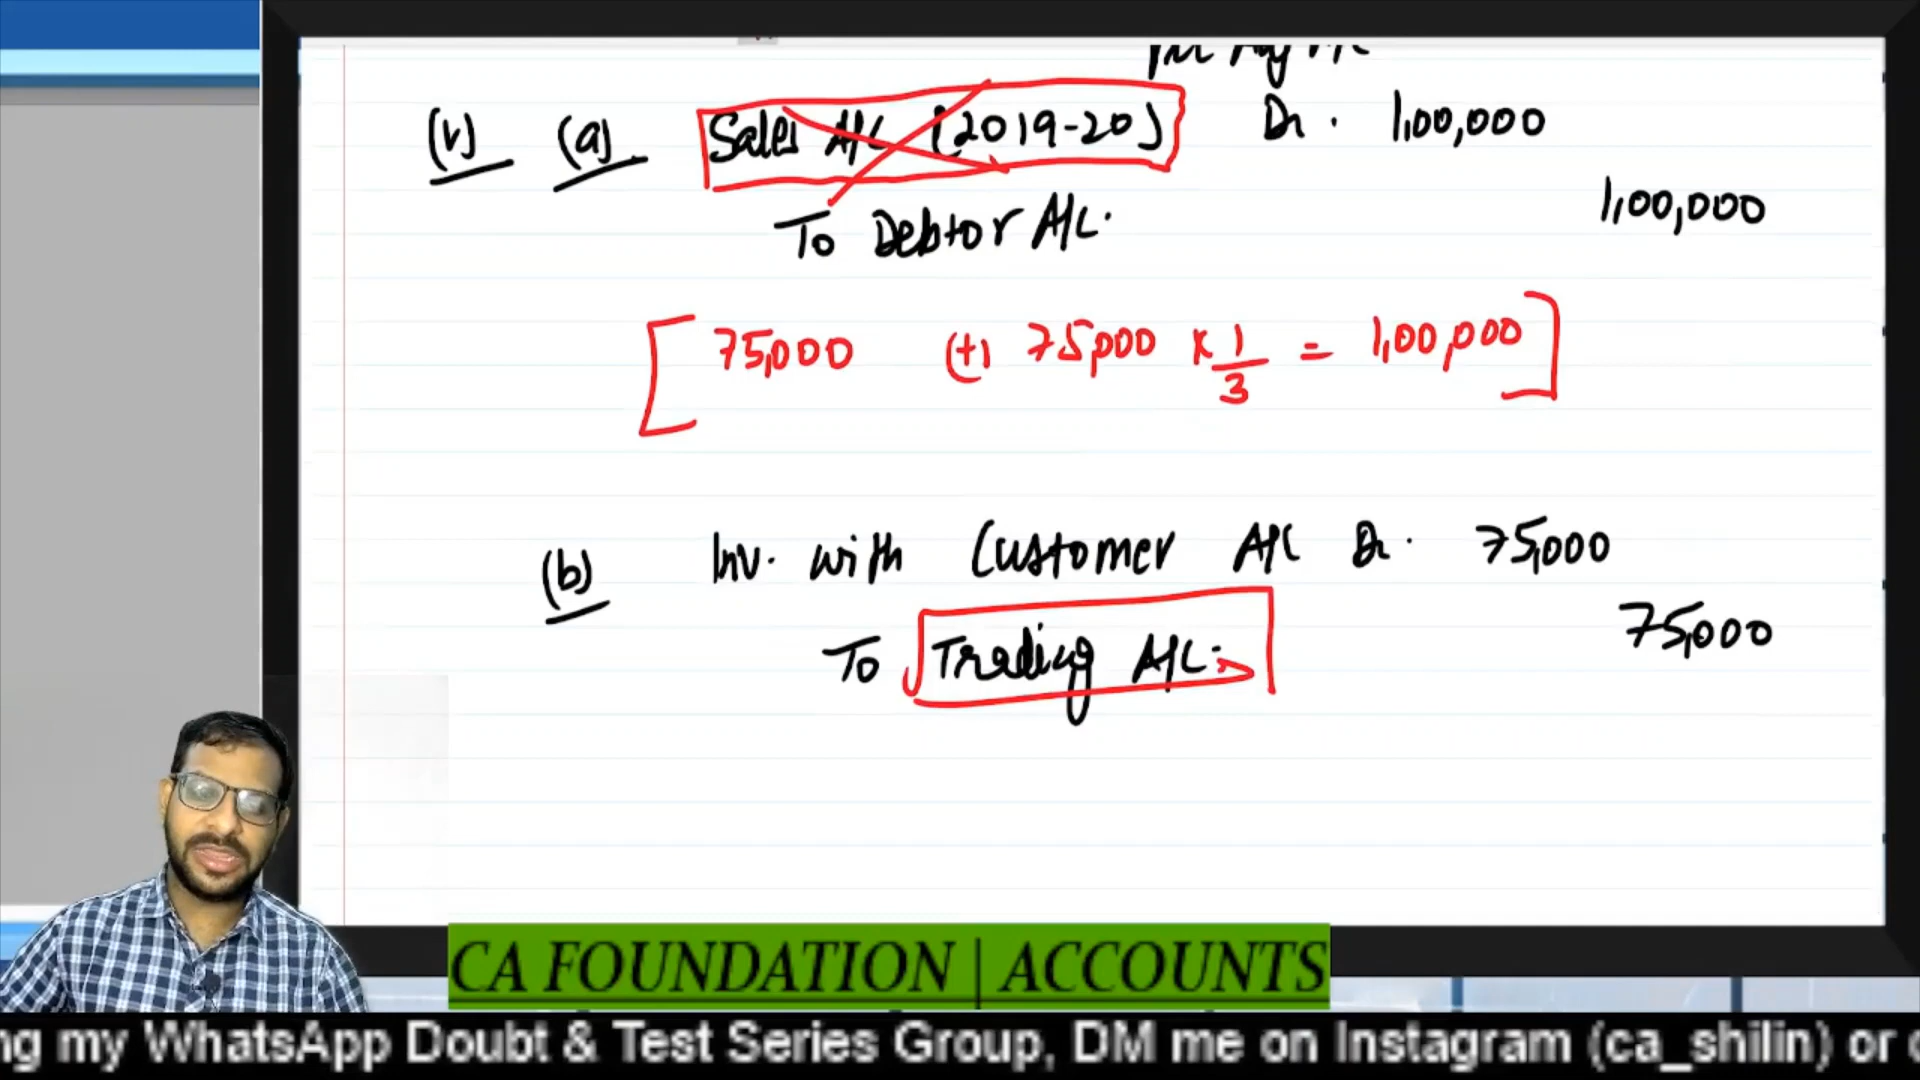 (v) (a) Sales A/c (2019-20) Dr. 1,00,000
To Debtor A/c. 1,00,000
[ 75,000 (+) 75,000 x 1/3 = 1,00,000 ]
(b) Inv. with Customer A/c Dr. 75,000
To Trading A/c. 75,000
CA FOUNDATION | ACCOUNTS
ng my WhatsApp Doubt & Test Series Group, DM me on Instagram (ca_shilin) or